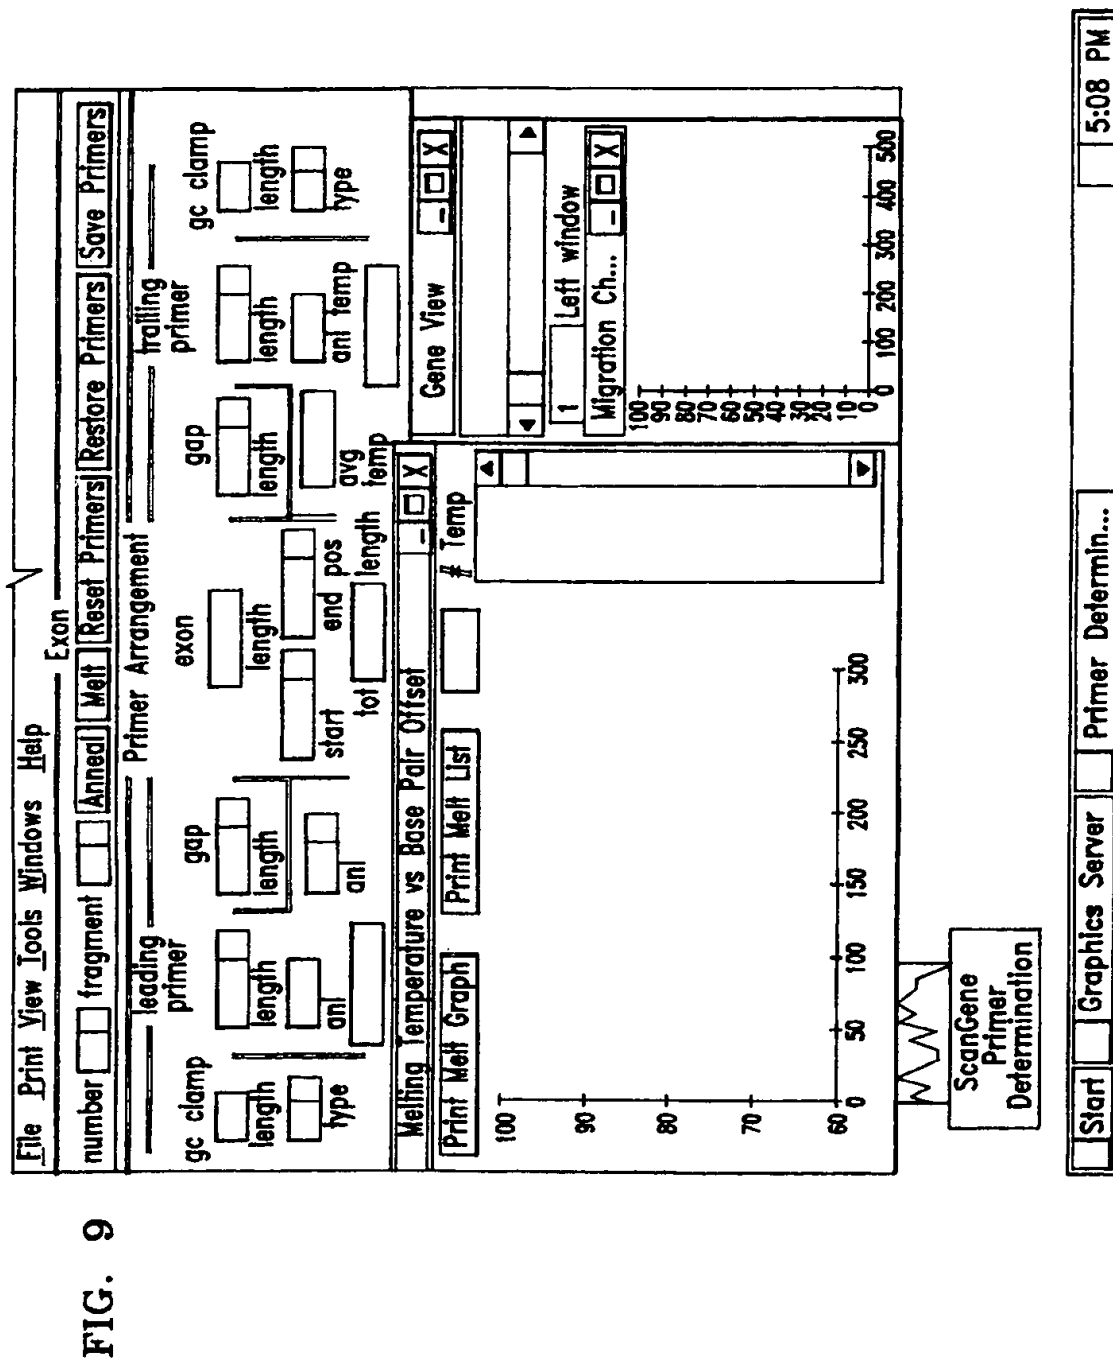 FIG. 9
File Print View Tools Windows Help
Exon
number fragment Anneal Melt Reset Primers Restore Primers Save Primers
Primer Arrangement
leading primer
trailing primer
gc clamp
gap
exon
gap
gc clamp
length
length
length
length
length
length
length
type
anl
anl
start
end pos
avg temp
anl temp
type
tot length
Melting Temperature vs Base Pair Offset
Print Melt Graph
Print Melt List
# Temp
100
90
80
70
60
0 50 100 150 200 250 300
Gene View
1 Left window
Migration Ch...
100
90
80
70
60
50
40
30
20
10
0
0 100 200 300 400 500
ScanGene
Primer
Determination
Start Graphics Server Primer Determin... 5:08 PM